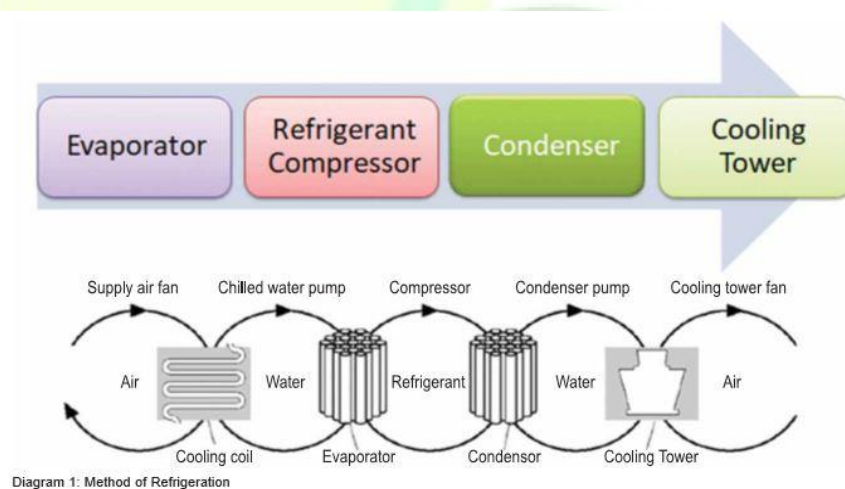 Evaporator
Refrigerant
Compressor
Condenser
Cooling
Tower
Supply air fan
Chilled water pump
Compressor
Condenser pump
Cooling tower fan
Air
Water
Refrigerant
Water
Air
Cooling coil
Evaporator
Condensor
Cooling Tower
Diagram 1: Method of Refrigeration